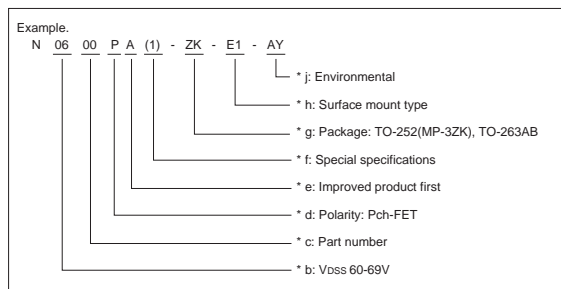 Example.
N 06 00 P A (1) - ZK - E1 - AY
* j: Environmental
* h: Surface mount type
* g: Package: TO-252(MP-3ZK), TO-263AB
* f: Special specifications
* e: Improved product first
* d: Polarity: Pch-FET
* c: Part number
* b: VDSS 60-69V